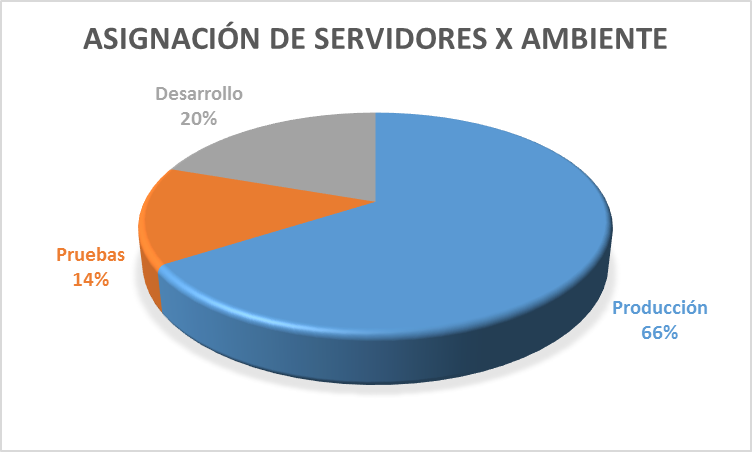 ASIGNACIÓN DE SERVIDORES X AMBIENTE
Desarrollo
20%
Pruebas
14%
Producción
66%